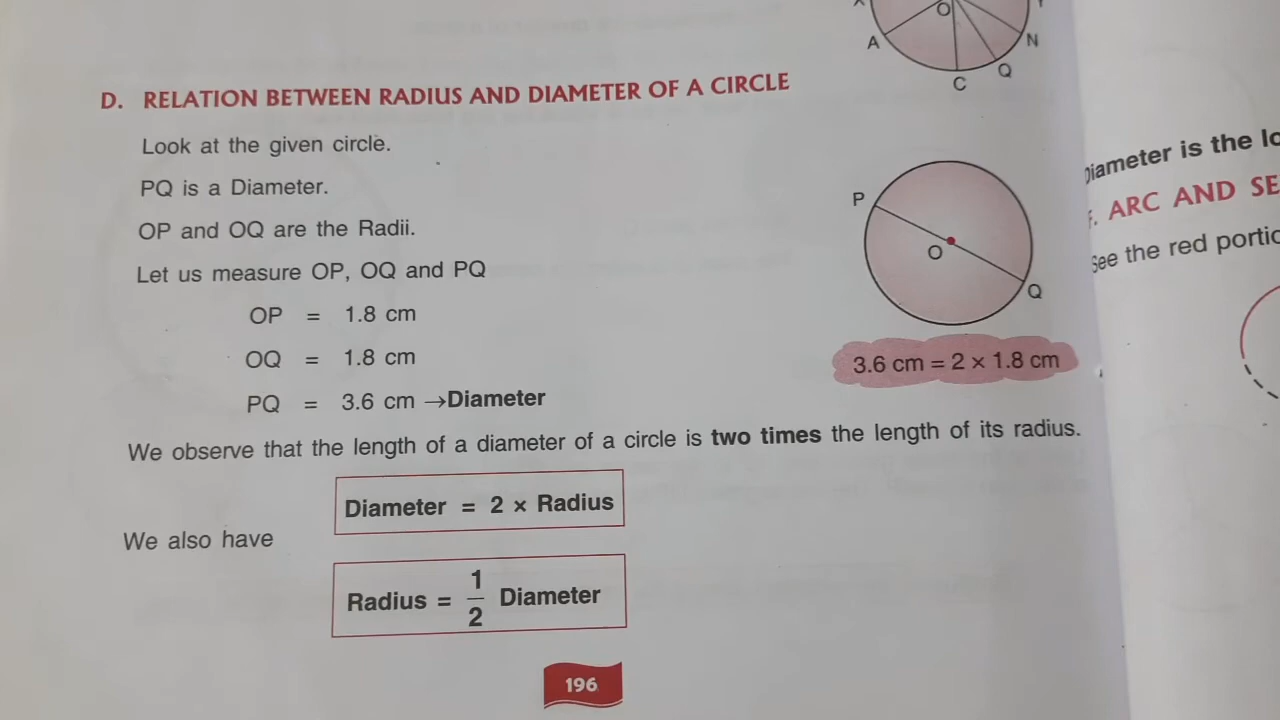 O
A
N
C
Q
D. RELATION BETWEEN RADIUS AND DIAMETER OF A CIRCLE
Look at the given circle.
PQ is a Diameter.
OP and OQ are the Radii.
Let us measure OP, OQ and PQ
OP = 1.8 cm
OQ = 1.8 cm
PQ = 3.6 cm →Diameter
P
O
Q
3.6 cm = 2 × 1.8 cm
We observe that the length of a diameter of a circle is two times the length of its radius.
Diameter = 2 × Radius
We also have
Radius = 1/2 Diameter
196
Diameter is the
ARC AND
See the red